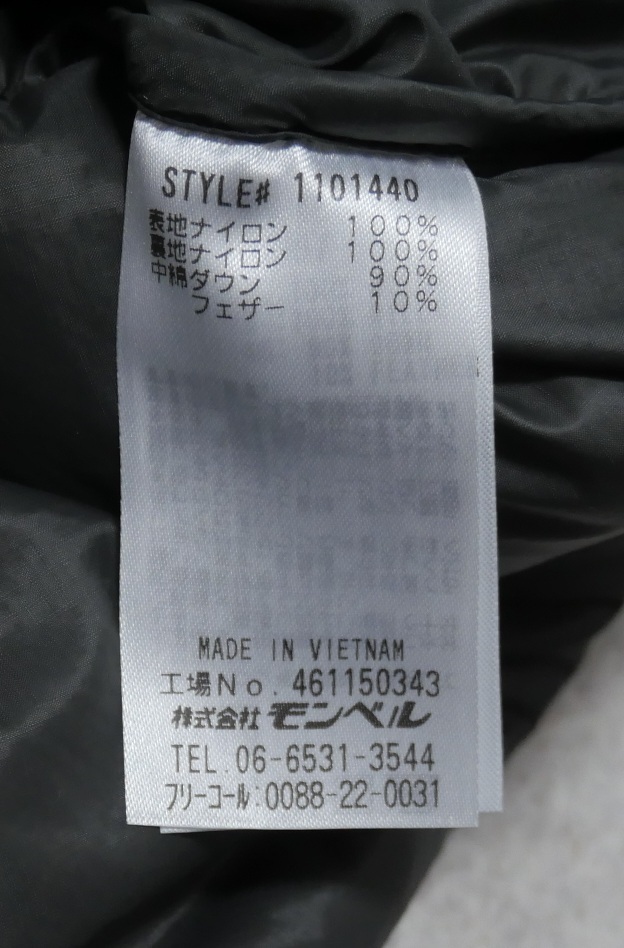 STYLE# 1101440
表地ナイロン 100%
裏地ナイロン 100%
中綿ダウン 90%
フェザー 10%
MADE IN VIETNAM
工場No. 461150343
株式会社 モンベル
TEL.06-6531-3544
フリーコール:0088-22-0031